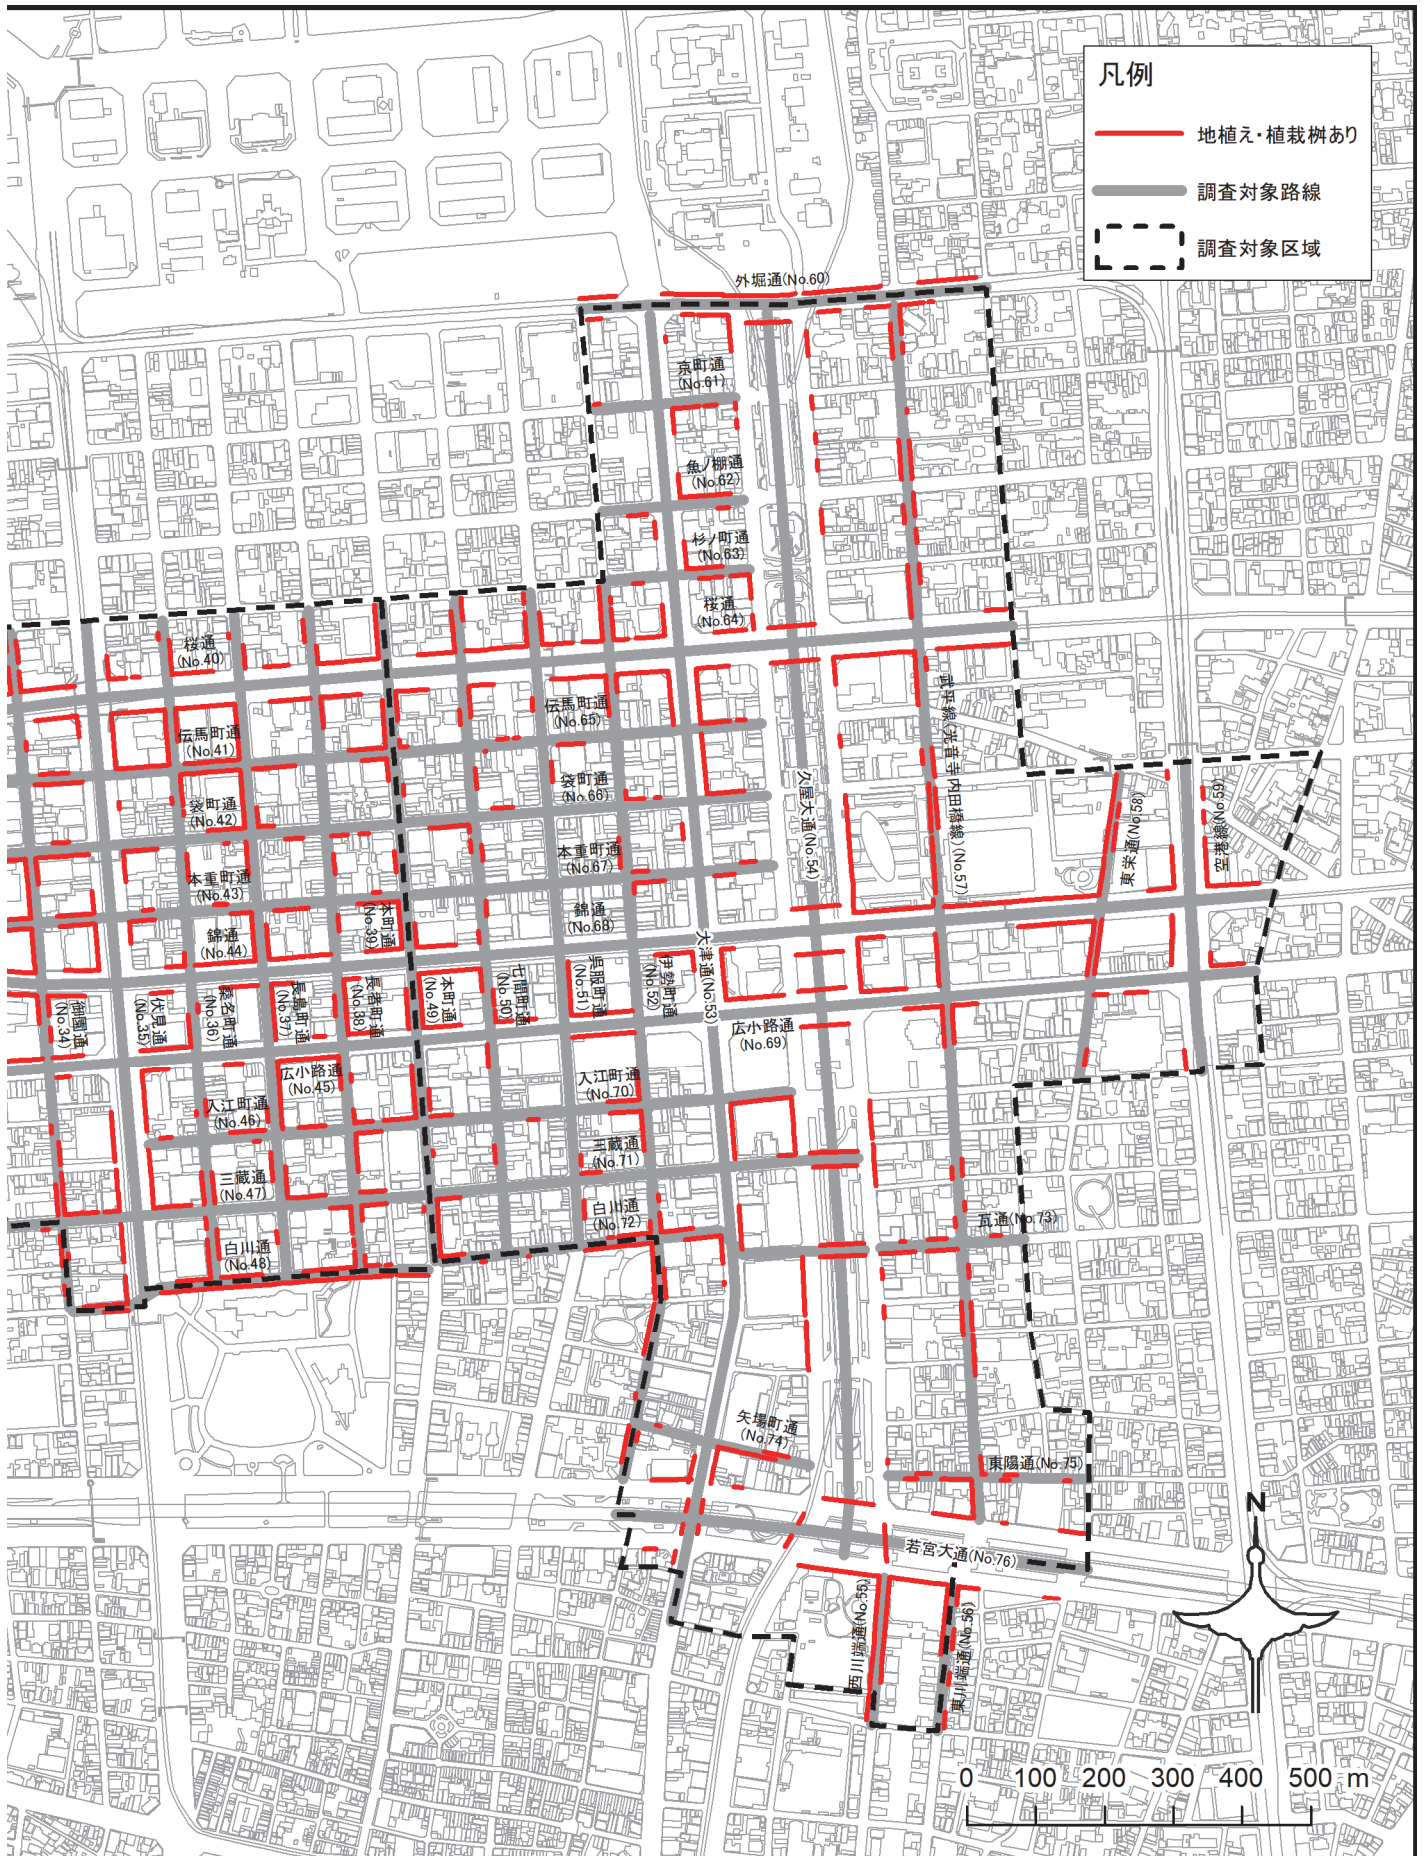 凡例
地植え・植栽桝あり
調査対象路線
調査対象区域
外堀通(No.60)
京町通
(No.61)
魚ノ棚通
(No.62)
杉ノ町通
(No.63)
桜通
(No.64)
桜通
(No.40)
伝馬町通
(No.65)
伝馬町通
(No.41)
武平線(光音寺内田橋線)(No.57)
袋町通
(No.66)
袋町通
(No.42)
久屋大通(No.54)
東栄通(No.58)
空港線(No.59)
本重町通
(No.67)
本重町通
(No.43)
錦通
(No.68)
錦通
(No.44)
本町通
(No.39)
大津通(No.53)
御園通
(No.34)
伏見通
(No.35)
桑名町通
(No.36)
長島町通
(No.37)
長者町通
(No.38)
本町通
(No.49)
七間町通
(No.50)
呉服町通
(No.51)
伊勢町通
(No.52)
広小路通
(No.69)
広小路通
(No.45)
入江町通
(No.70)
入江町通
(No.46)
三蔵通
(No.71)
三蔵通
(No.47)
白川通
(No.72)
白川通
(No.48)
瓦通(No.73)
矢場町通
(No.74)
東陽通(No.75)
若宮大通(No.76)
西川端通(No.55)
東川端通(No.56)
N
0 100 200 300 400 500 m